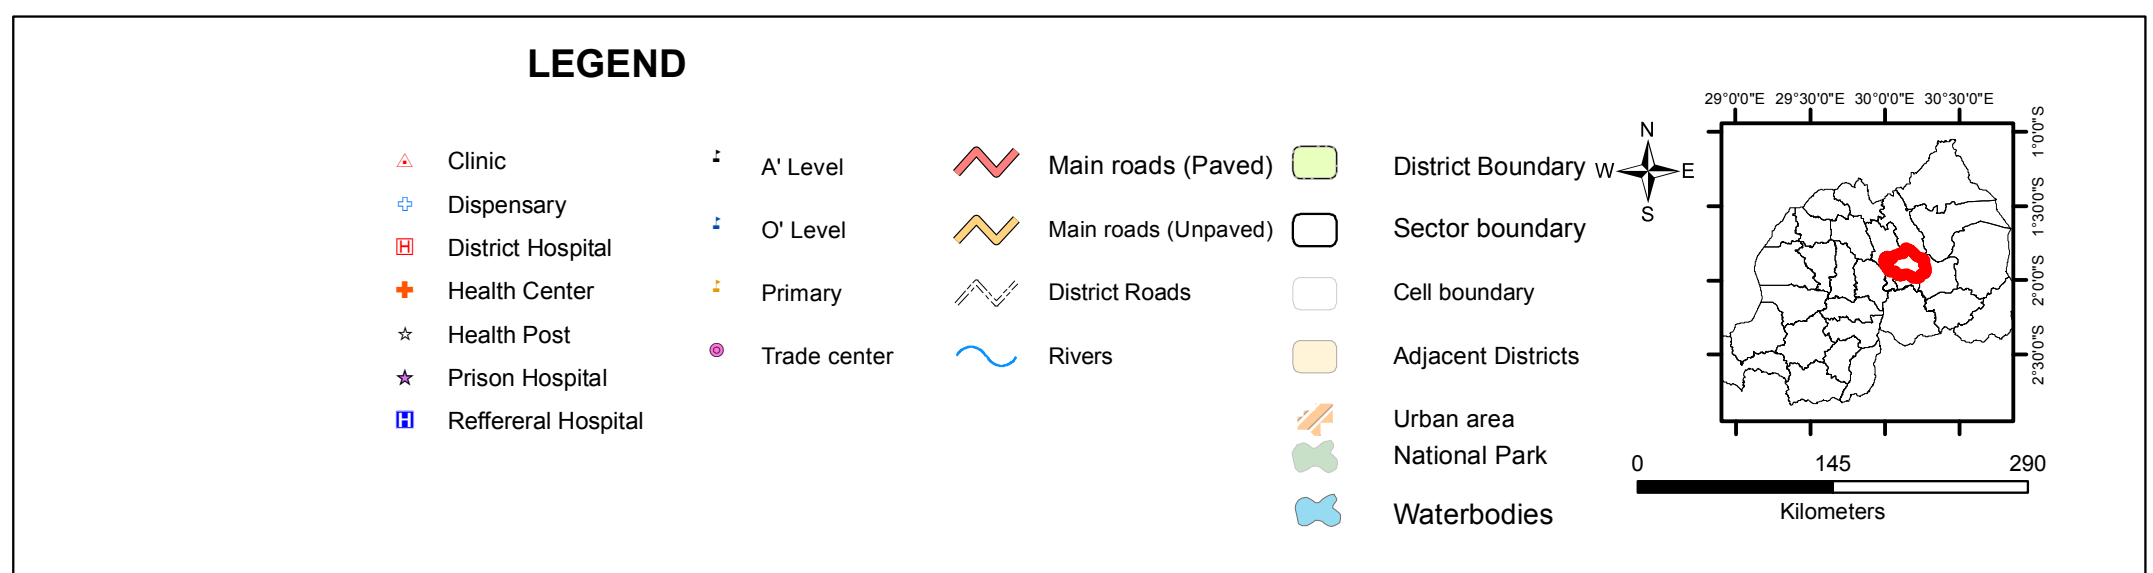 LEGEND
Clinic
Dispensary
District Hospital
Health Center
Health Post
Prison Hospital
Reffereral Hospital
A' Level
O' Level
Primary
Trade center
Main roads (Paved)
Main roads (Unpaved)
District Roads
Rivers
District Boundary
Sector boundary
Cell boundary
Adjacent Districts
Urban area
National Park
Waterbodies
N
W E
S
29°0'0"E 29°30'0"E 30°0'0"E 30°30'0"E
1°0'0"S
1°30'0"S
2°0'0"S
2°30'0"S
0 145 290
Kilometers